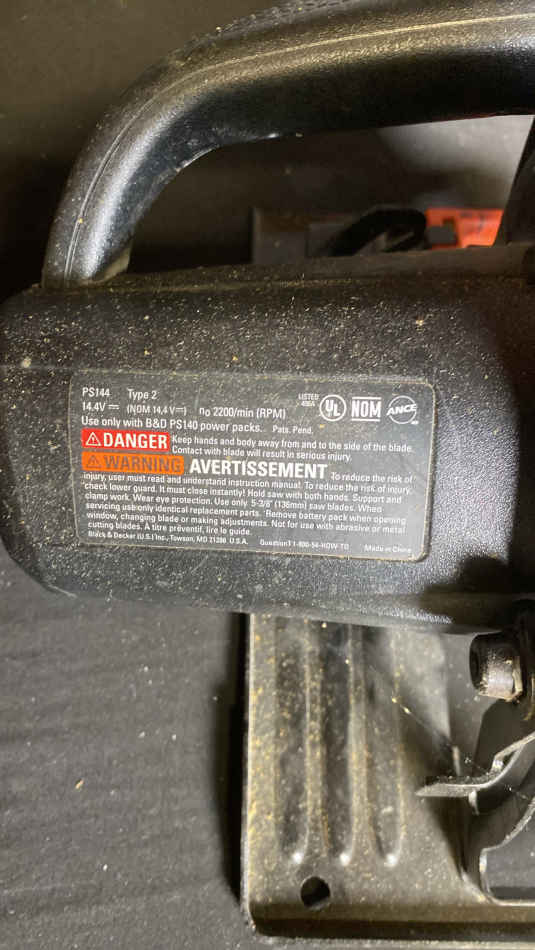 PS144 Type 2
14.4V⎓ (NOM 14,4 V⎓) n₀ 2200/min (RPM)
LISTED
UL NOM ANCE
Use only with B&D PS140 power packs. Pats. Pend.
DANGER Keep hands and body away from and to the side of the blade.
Contact with blade will result in serious injury.
WARNING AVERTISSEMENT To reduce the risk of
injury, user must read and understand instruction manual. To reduce the risk of injury,
check lower guard. It must close instantly! Hold saw with both hands. Support and
clamp work. Wear eye protection. Use only 5-3/8" (136mm) saw blades. When
servicing use only identical replacement parts. Remove battery pack when opening
window, changing blade or making adjustments. Not for use with abrasive or metal
cutting blades. À titre préventif, lire le guide.
Black & Decker (U.S.) Inc., Towson, MD 21286 U.S.A. Question? 1-800-54-HOW-TO Made in China